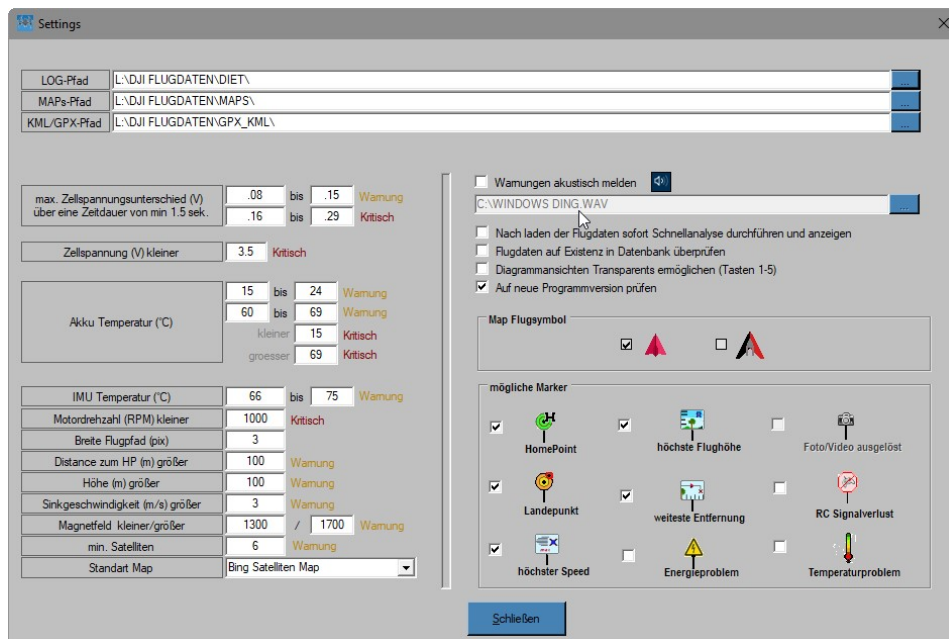 Settings
LOG-Pfad L:\DJI FLUGDATEN\DIET\ ...
MAPs-Pfad L:\DJI FLUGDATEN\MAPS\ ...
KML/GPX-Pfad L:\DJI FLUGDATEN\GPX_KML\ ...
max. Zellspannungsunterschied (V)
über eine Zeitdauer von min 1.5 sek.
.08 bis .15 Warnung
.16 bis .29 Kritisch
Zellspannung (V) kleiner 3.5 Kritisch
Akku Temperatur (°C)
15 bis 24 Warnung
60 bis 69 Warnung
kleiner 15 Kritisch
groesser 69 Kritisch
IMU Temperatur (°C) 66 bis 75 Warnung
Motordrehzahl (RPM) kleiner 1000 Kritisch
Breite Flugpfad (pix) 3
Distance zum HP (m) größer 100 Warnung
Höhe (m) größer 100 Warnung
Sinkgeschwindigkeit (m/s) größer 3 Warnung
Magnetfeld kleiner/größer 1300 / 1700 Warnung
min. Satelliten 6 Warnung
Standart Map Bing Satelliten Map
Warnungen akustisch melden
C:\WINDOWS DING.WAV ...
Nach laden der Flugdaten sofort Schnellanalyse durchführen und anzeigen
Flugdaten auf Existenz in Datenbank überprüfen
Diagrammansichten Transparents ermöglichen (Tasten 1-5)
Auf neue Programmversion prüfen
Map Flugsymbol
mögliche Marker
HomePoint höchste Flughöhe Foto/Video ausgelöst
Landepunkt weiteste Entfernung RC Signalverlust
höchster Speed Energieproblem Temperaturproblem
Schließen